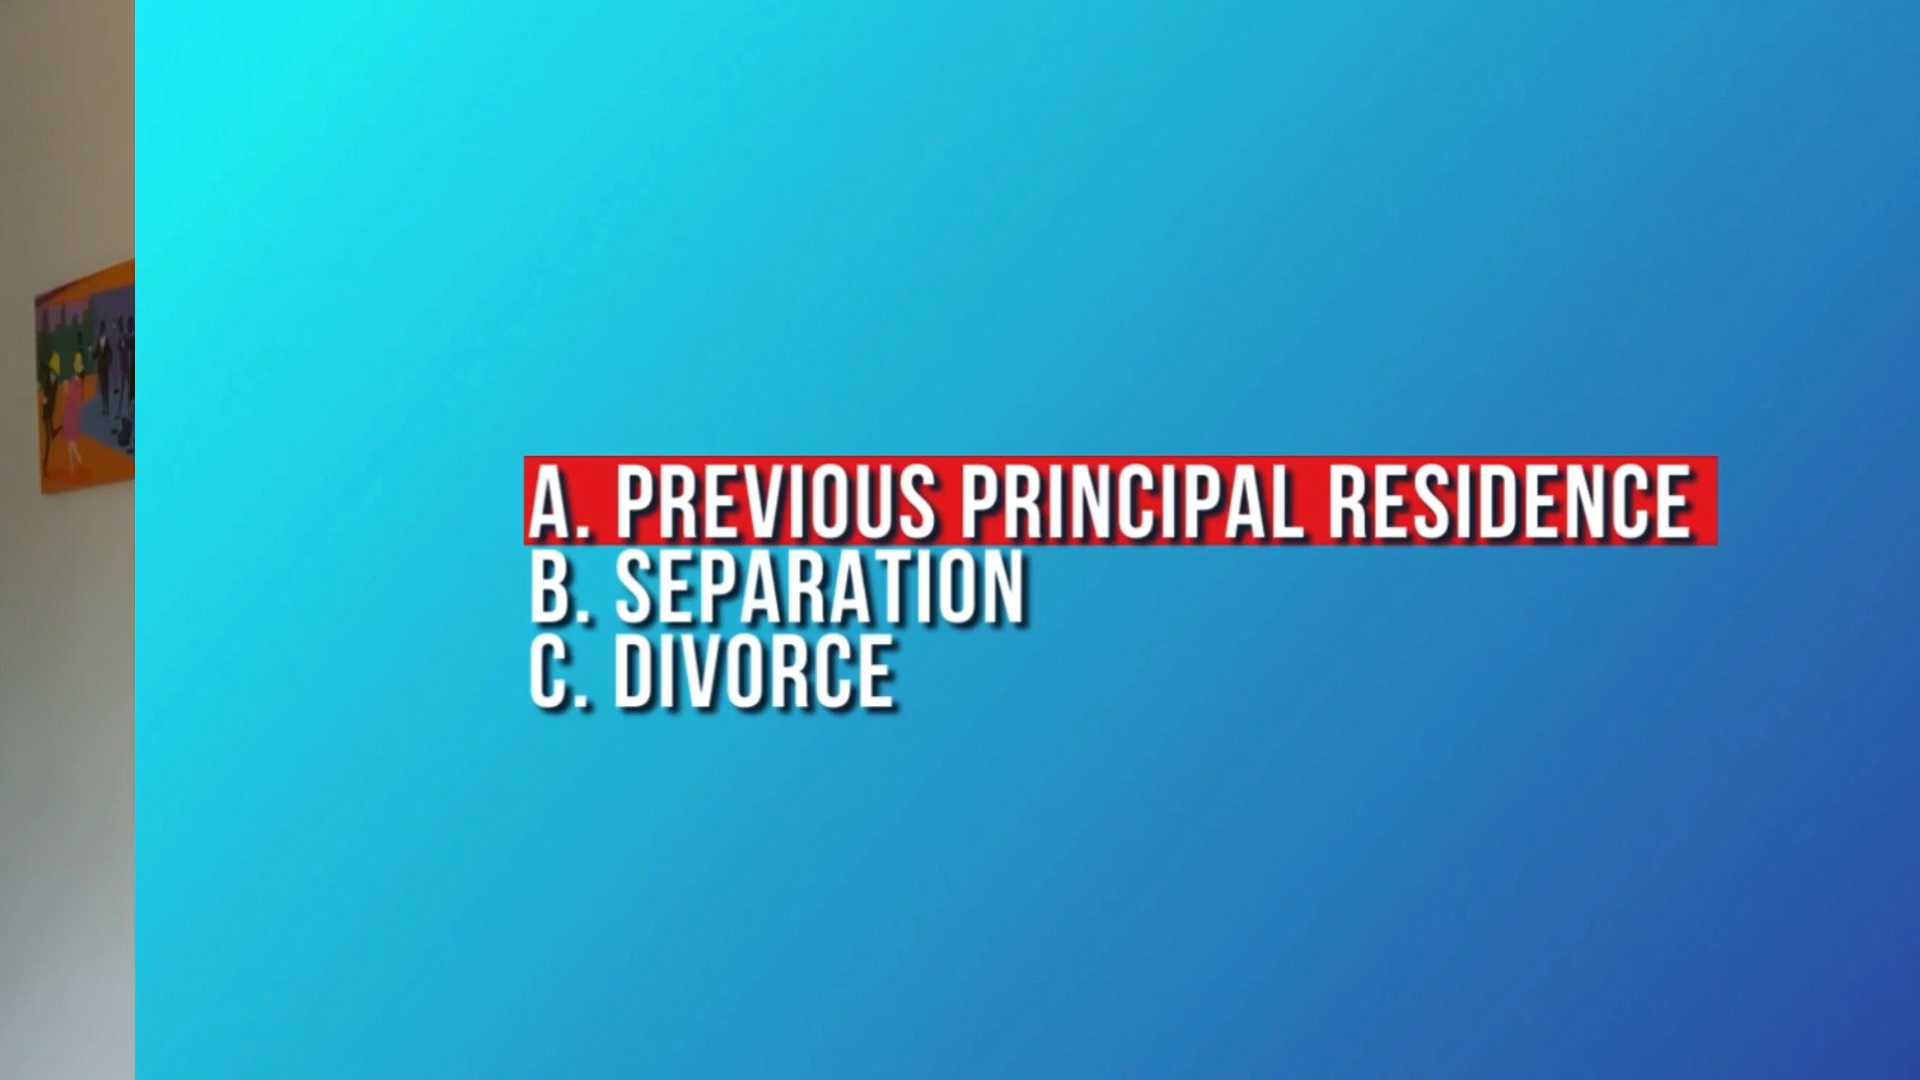 A. PREVIOUS PRINCIPAL RESIDENCE
B. SEPARATION
C. DIVORCE